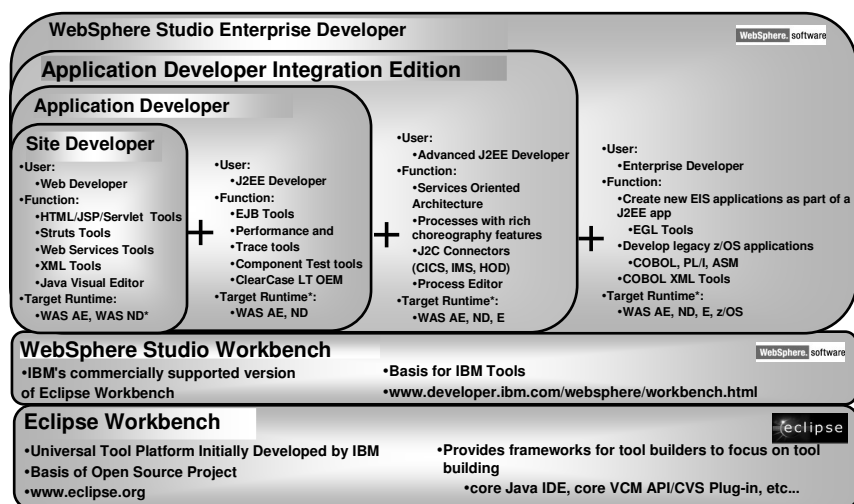 WebSphere Studio Enterprise Developer
WebSphere. software
Application Developer Integration Edition
Application Developer
Site Developer
•User:
•Web Developer
•Function:
•HTML/JSP/Servlet Tools
•Struts Tools
•Web Services Tools
•XML Tools
•Java Visual Editor
•Target Runtime:
•WAS AE, WAS ND*
+
•User:
•J2EE Developer
•Function:
•EJB Tools
•Performance and
•Trace tools
•Component Test tools
•ClearCase LT OEM
•Target Runtime*:
•WAS AE, ND
+
•User:
•Advanced J2EE Developer
•Function:
•Services Oriented
Architecture
•Processes with rich
choreography features
•J2C Connectors
(CICS, IMS, HOD)
•Process Editor
•Target Runtime*:
•WAS AE, ND, E
+
•User:
•Enterprise Developer
•Function:
•Create new EIS applications as part of a
J2EE app
•EGL Tools
•Develop legacy z/OS applications
•COBOL, PL/I, ASM
•COBOL XML Tools
•Target Runtime*:
•WAS AE, ND, E, z/OS
WebSphere Studio Workbench
WebSphere. software
•IBM's commercially supported version
of Eclipse Workbench
•Basis for IBM Tools
•www.developer.ibm.com/websphere/workbench.html
Eclipse Workbench
eclipse
•Universal Tool Platform Initially Developed by IBM
•Basis of Open Source Project
•www.eclipse.org
•Provides frameworks for tool builders to focus on tool
building
•core Java IDE, core VCM API/CVS Plug-in, etc...